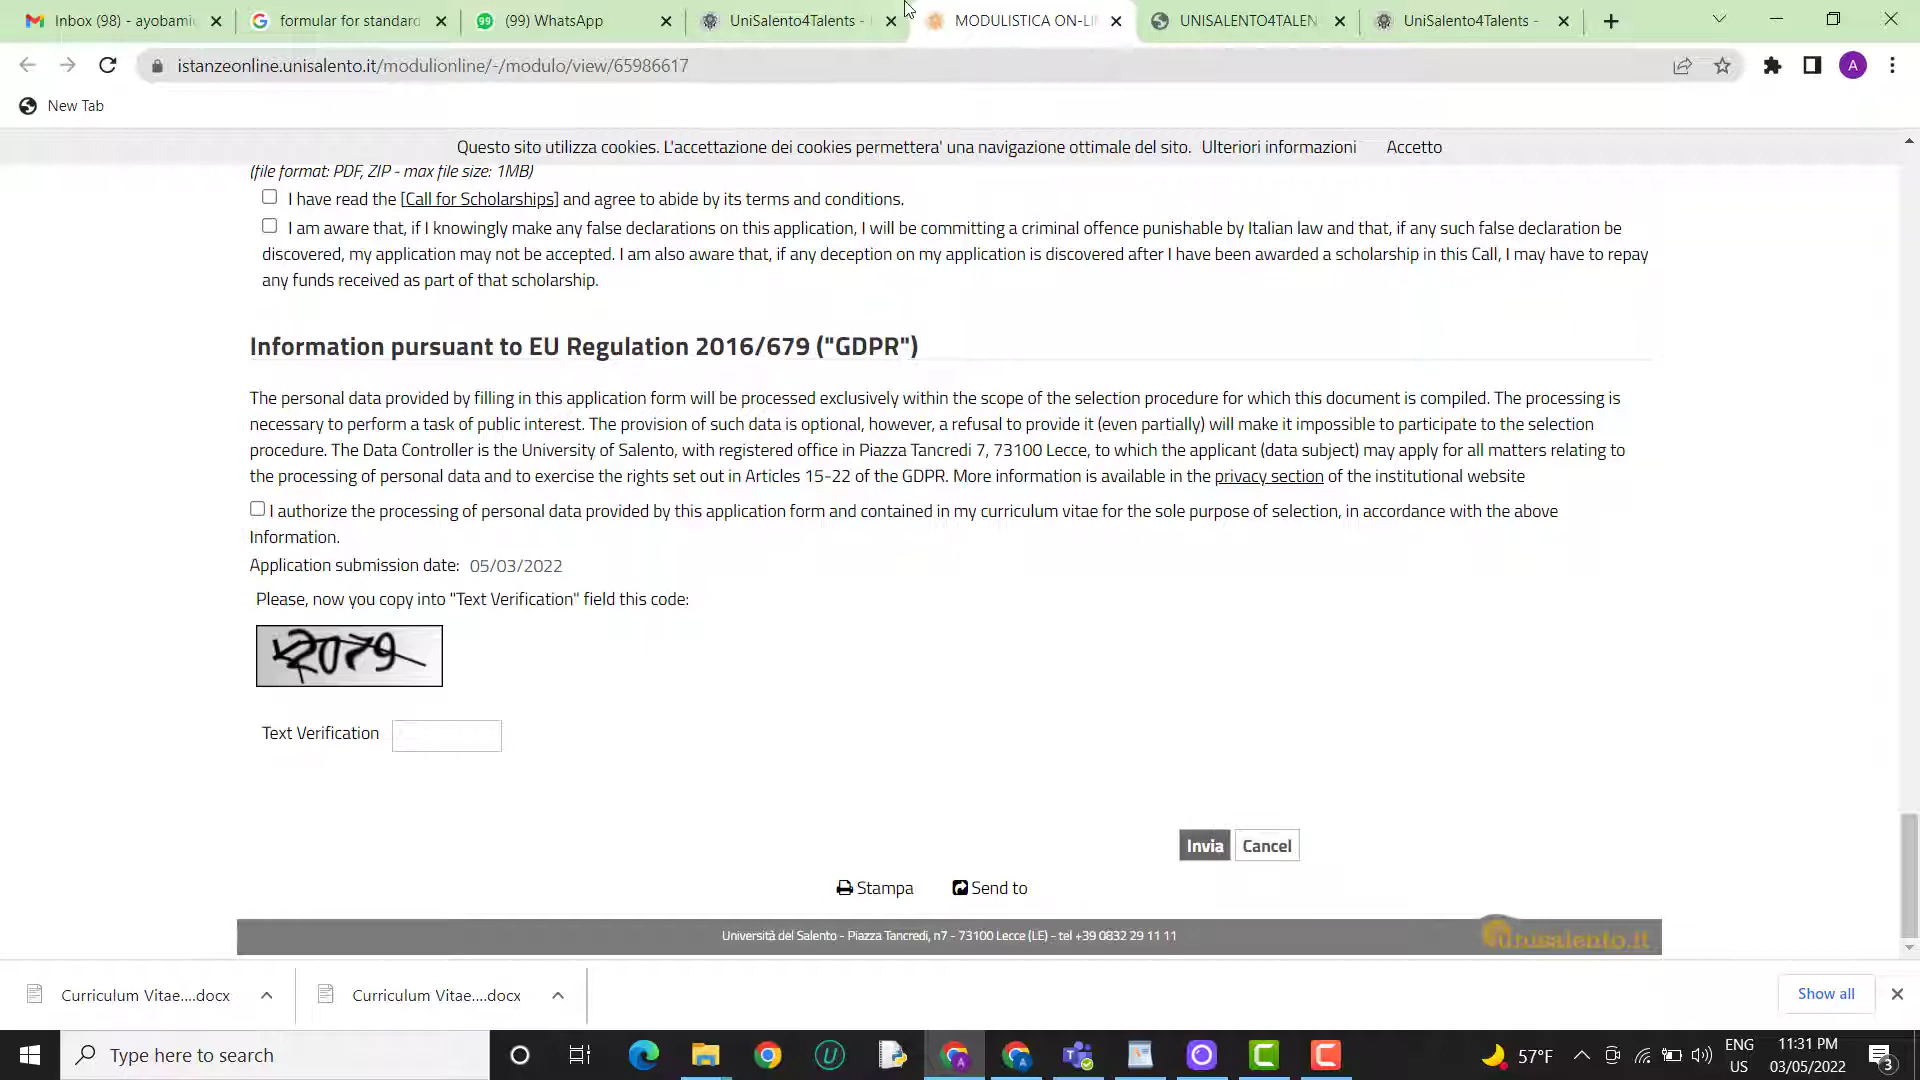 Inbox (98) - ayobami
formular for standard
(99) WhatsApp
UniSalento4Talents -
MODULISTICA ON-LI
UNISALENTO4TALEN
UniSalento4Talents -
istanzeonline.unisalento.it/modulionline/-/modulo/view/65986617
A
New Tab
Questo sito utilizza cookies. L'accettazione dei cookies permettera' una navigazione ottimale del sito. Ulteriori informazioni Accetto
(file format: PDF, ZIP - max file size: 1MB)
I have read the [Call for Scholarships] and agree to abide by its terms and conditions.
I am aware that, if I knowingly make any false declarations on this application, I will be committing a criminal offence punishable by Italian law and that, if any such false declaration be
discovered, my application may not be accepted. I am also aware that, if any deception on my application is discovered after I have been awarded a scholarship in this Call, I may have to repay
any funds received as part of that scholarship.
Information pursuant to EU Regulation 2016/679 ("GDPR")
The personal data provided by filling in this application form will be processed exclusively within the scope of the selection procedure for which this document is compiled. The processing is
necessary to perform a task of public interest. The provision of such data is optional, however, a refusal to provide it (even partially) will make it impossible to participate to the selection
procedure. The Data Controller is the University of Salento, with registered office in Piazza Tancredi 7, 73100 Lecce, to which the applicant (data subject) may apply for all matters relating to
the processing of personal data and to exercise the rights set out in Articles 15-22 of the GDPR. More information is available in the privacy section of the institutional website
I authorize the processing of personal data provided by this application form and contained in my curriculum vitae for the sole purpose of selection, in accordance with the above
Information.
Application submission date: 05/03/2022
Please, now you copy into "Text Verification" field this code:
Text Verification
Invia Cancel
Stampa Send to
Università del Salento - Piazza Tancredi, n7 - 73100 Lecce (LE) - tel +39 0832 29 11 11
unisalento.it
Curriculum Vitae....docx
Curriculum Vitae....docx
Show all
Type here to search
57°F
ENG
US
11:31 PM
03/05/2022
3